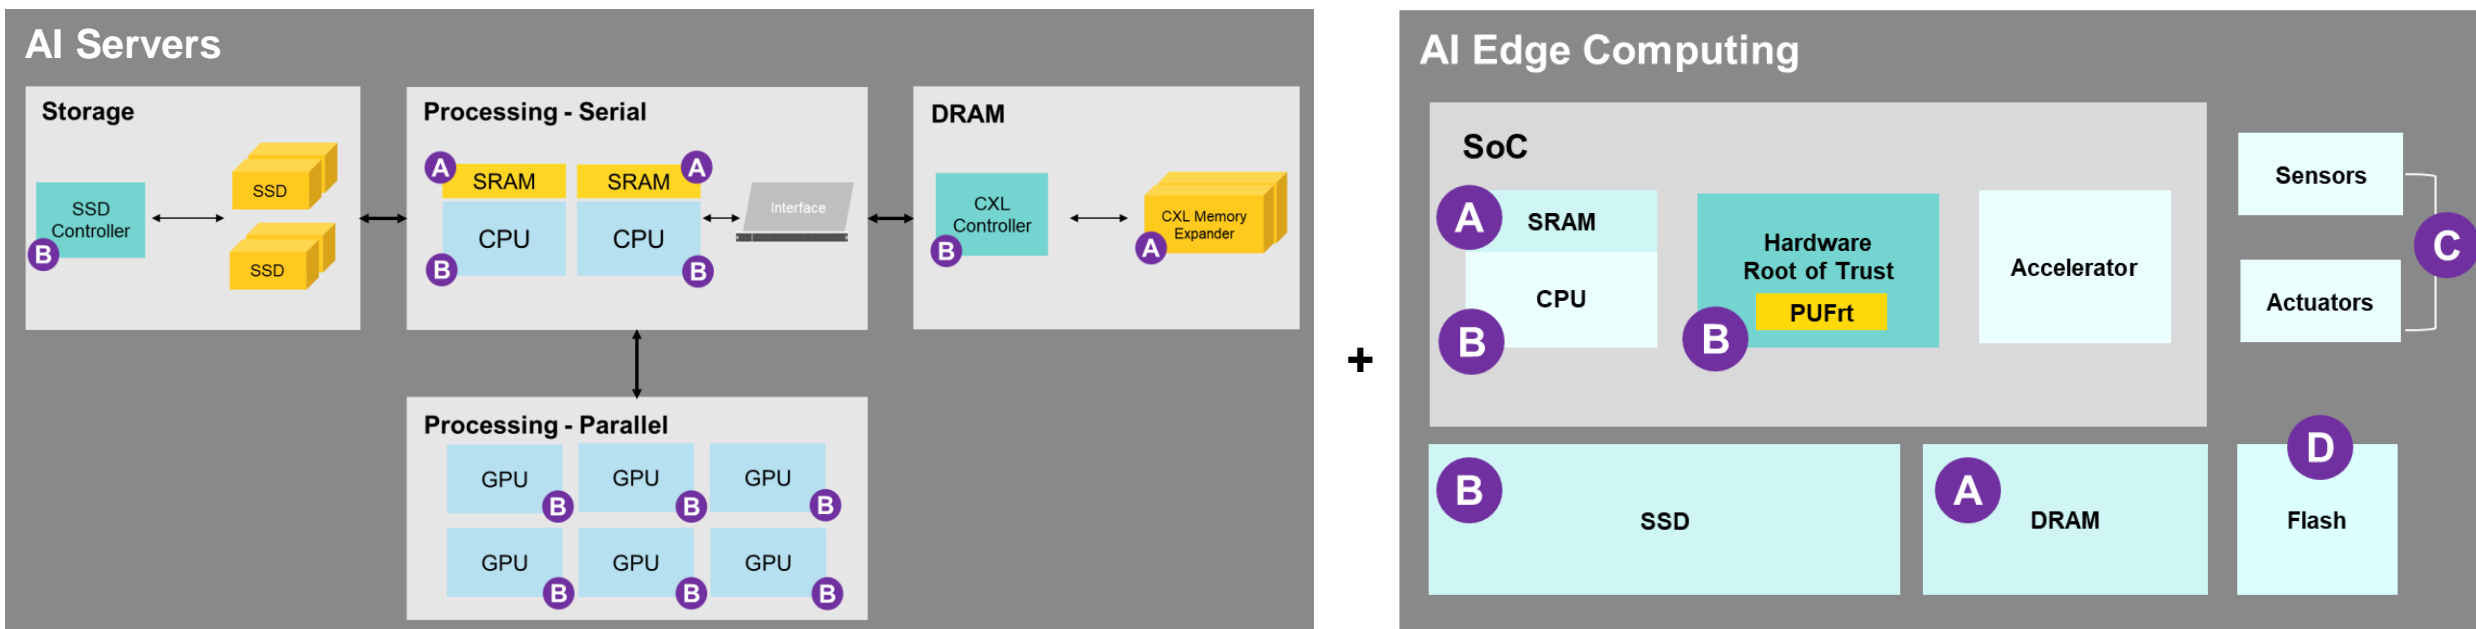 AI Servers
Storage
SSD
Controller
B
SSD
SSD
Processing - Serial
A
SRAM
SRAM
A
CPU
CPU
B
B
Interface
DRAM
CXL
Controller
B
CXL Memory
Expander
A
Processing - Parallel
GPU
B
GPU
B
GPU
B
GPU
B
GPU
B
GPU
B
+
AI Edge Computing
SoC
A
SRAM
CPU
B
Hardware
Root of Trust
PUFrt
B
Accelerator
Sensors
Actuators
C
B
SSD
A
DRAM
D
Flash